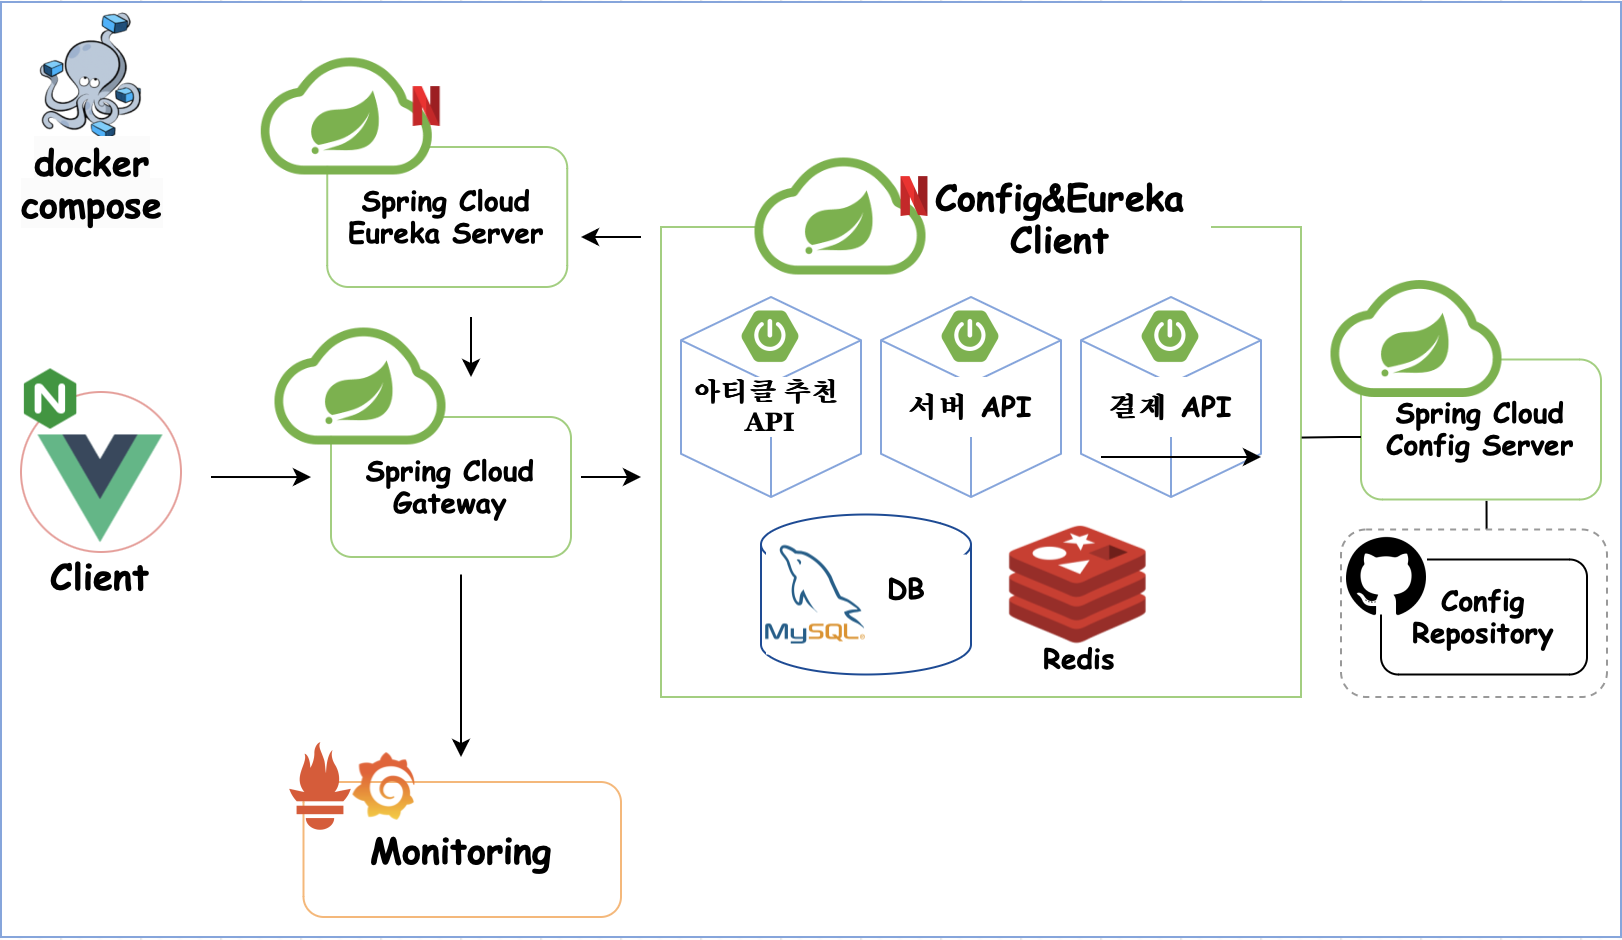 docker
compose
Spring Cloud
Eureka Server
N
Config&Eureka
Client
아티클 추천
API
서버 API
결제 API
Spring Cloud
Config Server
N
Client
Spring Cloud
Gateway
MySQL
DB
Redis
Config
Repository
Monitoring